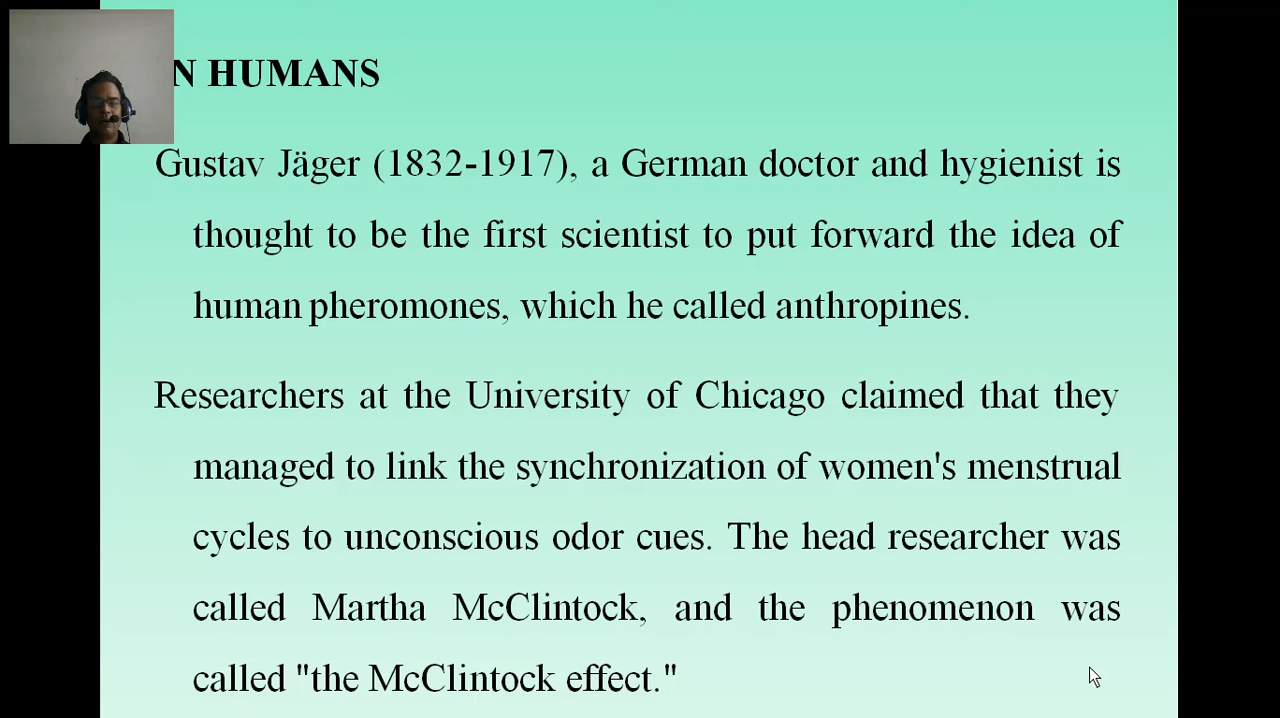 N HUMANS
Gustav Jäger (1832-1917), a German doctor and hygienist is
thought to be the first scientist to put forward the idea of
human pheromones, which he called anthropines.
Researchers at the University of Chicago claimed that they
managed to link the synchronization of women's menstrual
cycles to unconscious odor cues. The head researcher was
called Martha McClintock, and the phenomenon was
called "the McClintock effect."